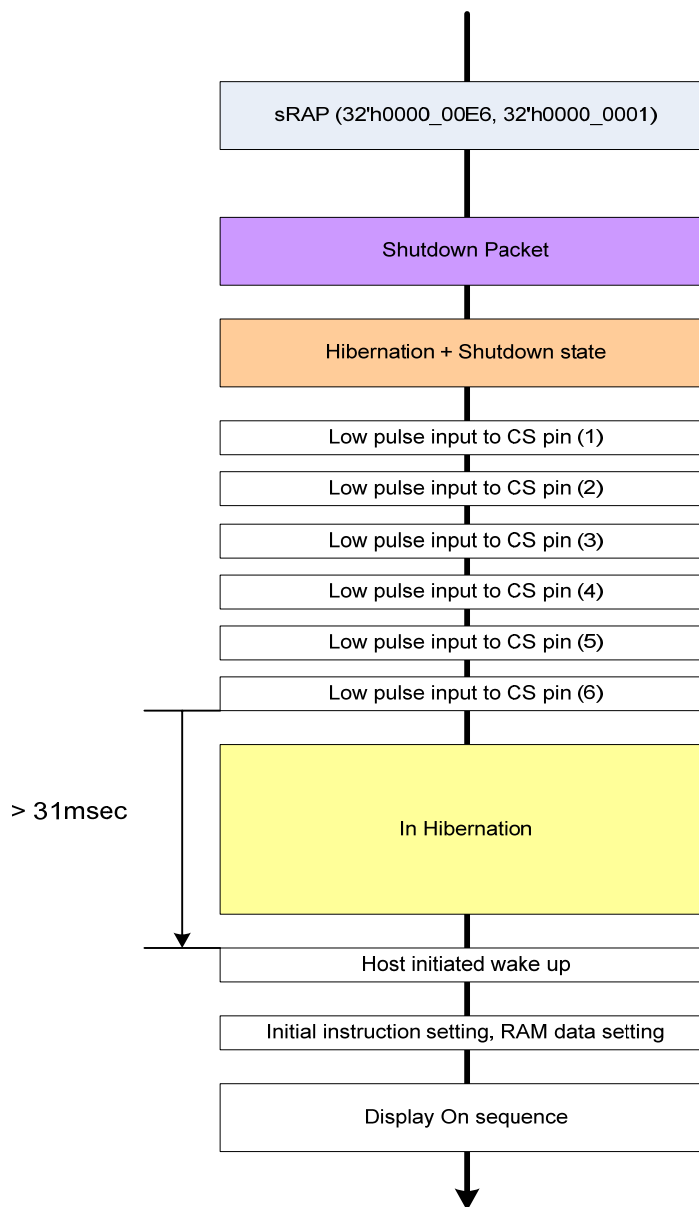 sRAP (32'h0000_00E6, 32'h0000_0001)
Shutdown Packet
Hibernation + Shutdown state
Low pulse input to CS pin (1)
Low pulse input to CS pin (2)
Low pulse input to CS pin (3)
Low pulse input to CS pin (4)
Low pulse input to CS pin (5)
Low pulse input to CS pin (6)
> 31msec
In Hibernation
Host initiated wake up
Initial instruction setting, RAM data setting
Display On sequence